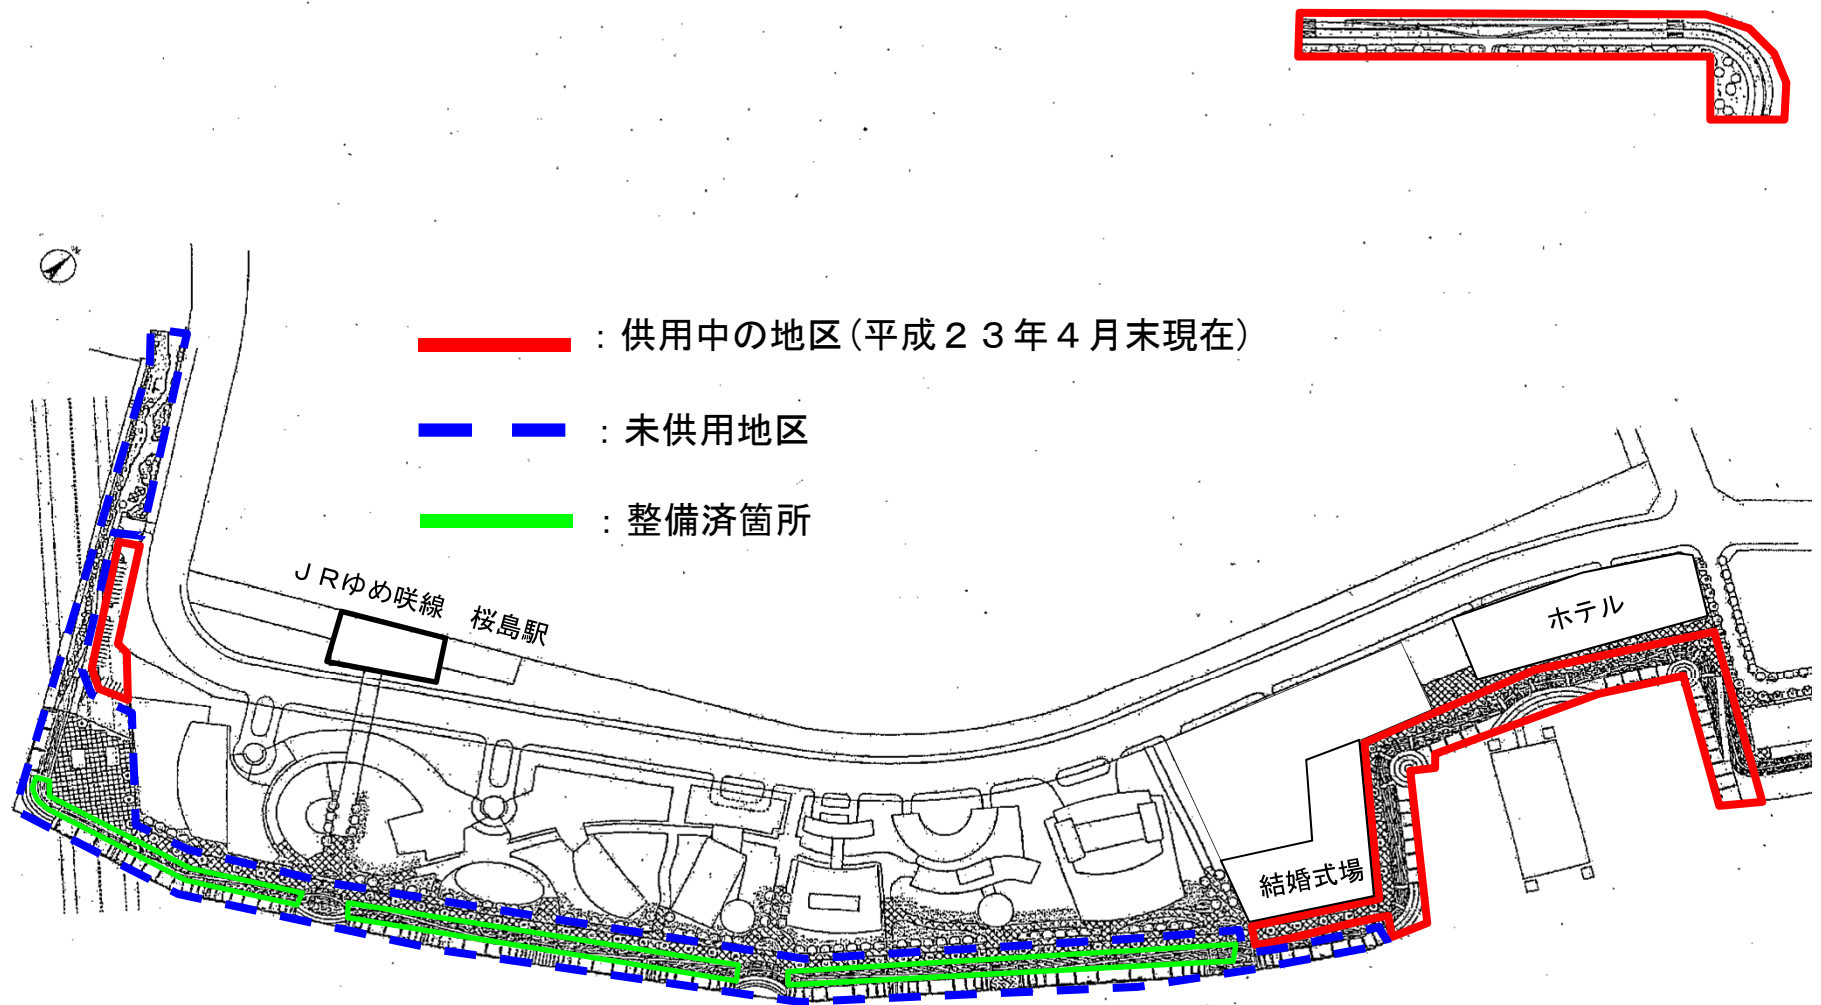 ：供用中の地区(平成２３年４月末現在)
：未供用地区
：整備済箇所
ＪＲゆめ咲線　桜島駅
ホテル
結婚式場